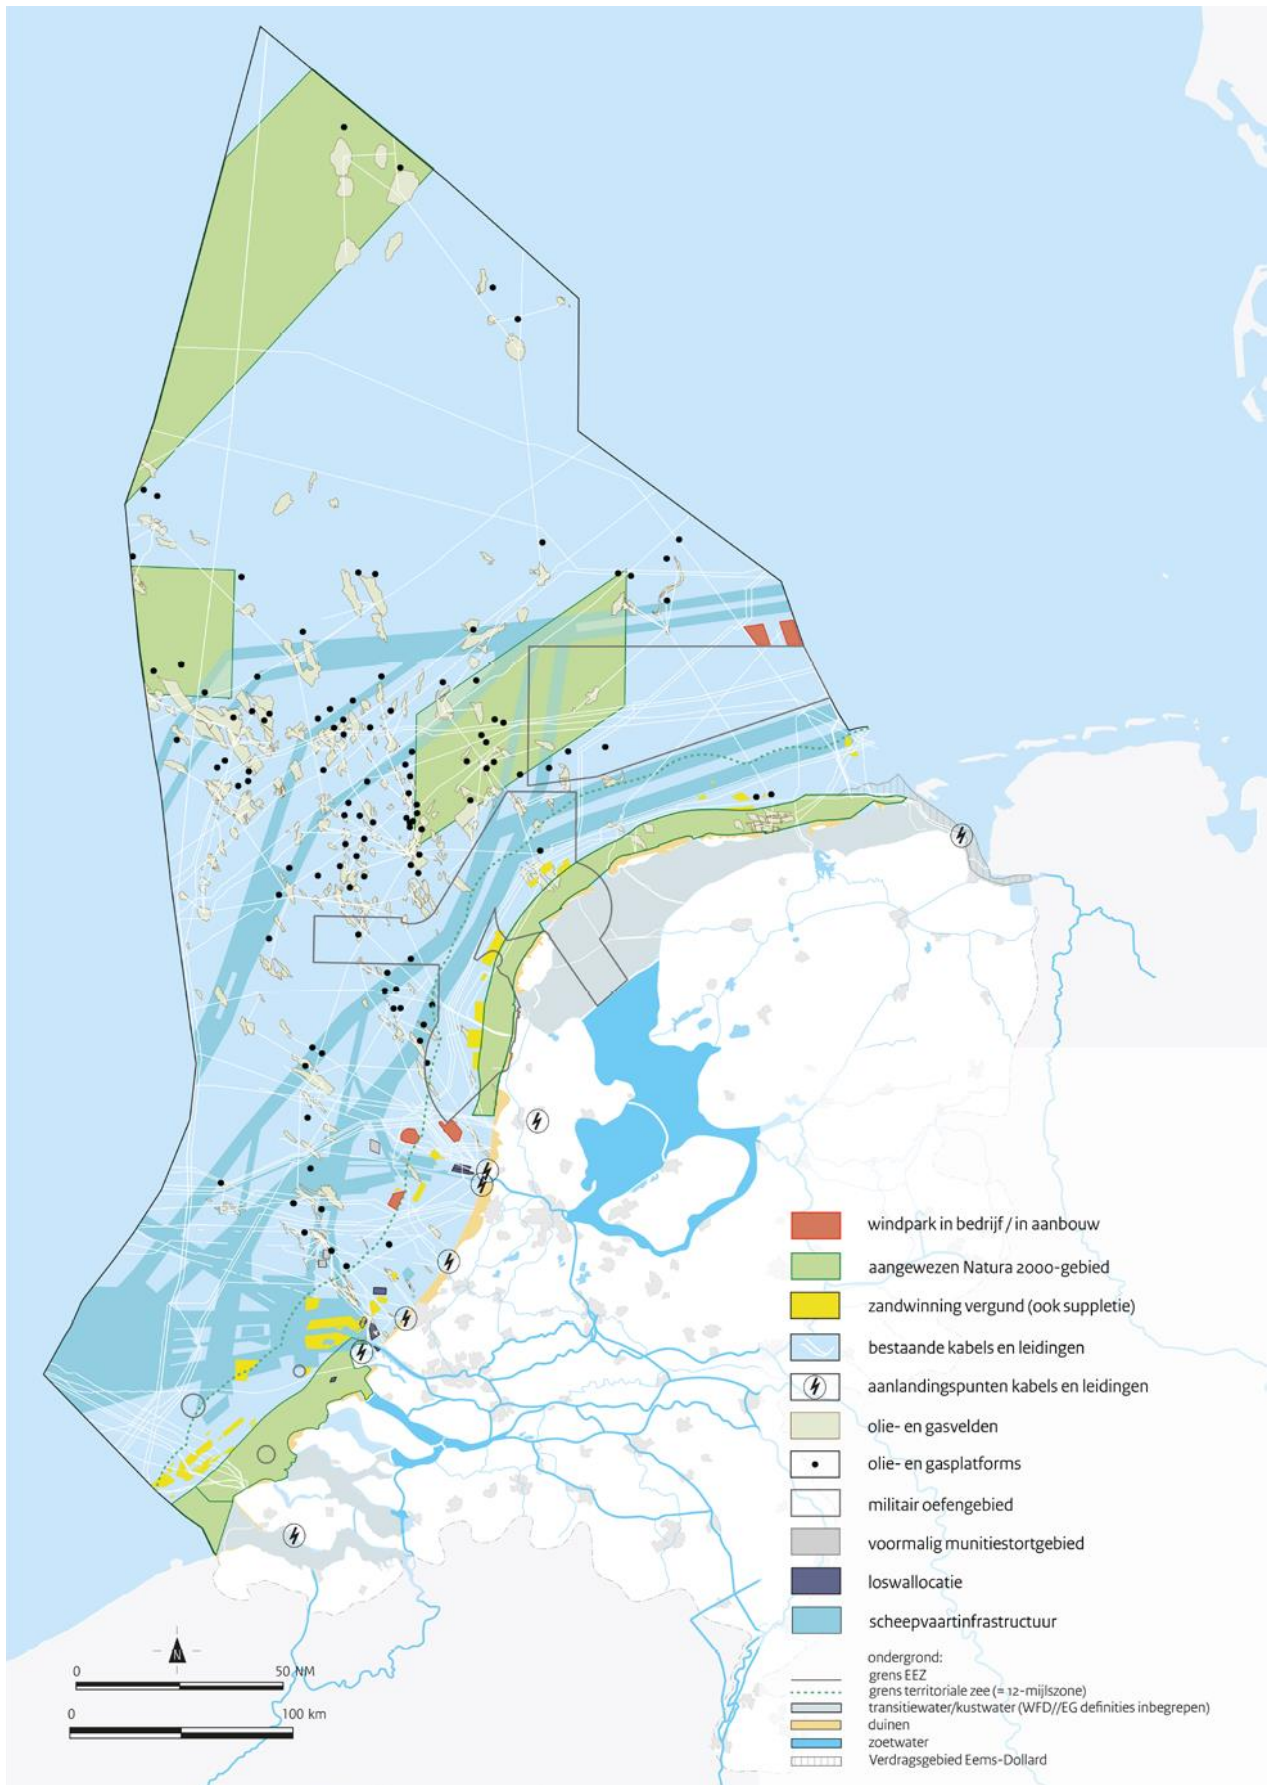 windpark in bedrijf / in aanbouw
aangewezen Natura 2000-gebied
zandwinning vergund (ook suppletie)
bestaande kabels en leidingen
aanlandingspunten kabels en leidingen
olie- en gasvelden
olie- en gasplatforms
militair oefengebied
voormalig munitiestortgebied
loswallocatie
scheepvaartinfrastructuur
ondergrond:
grens EEZ
grens territoriale zee (= 12-mijlszone)
transitiewater/kustwater (WFD//EG definities inbegrepen)
duinen
zoetwater
Verdragsgebied Eems-Dollard
N
0 50 NM
0 100 km